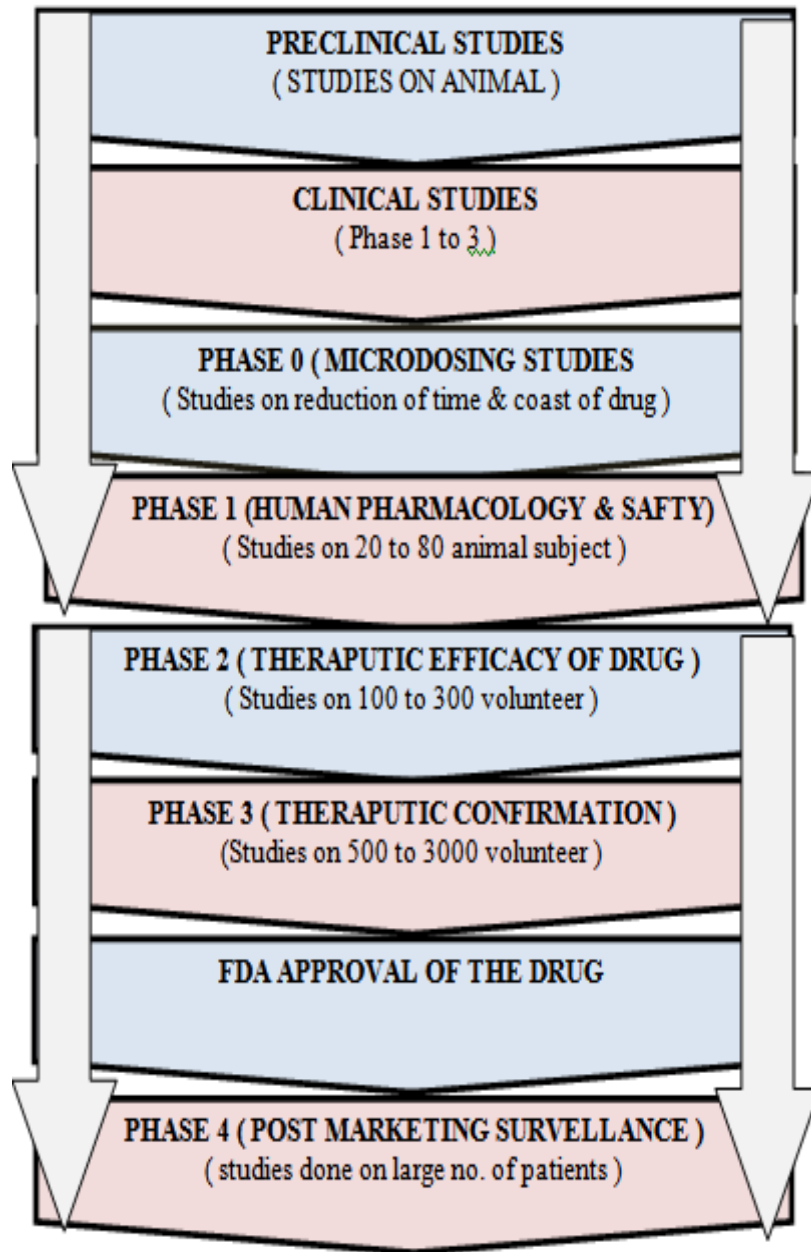 PRECLINICAL STUDIES
( STUDIES ON ANIMAL )
CLINICAL STUDIES
( Phase 1 to 3 )
PHASE 0 ( MICRODOSING STUDIES
( Studies on reduction of time & coast of drug )
PHASE 1 (HUMAN PHARMACOLOGY & SAFTY)
( Studies on 20 to 80 animal subject )
PHASE 2 ( THERAPUTIC EFFICACY OF DRUG )
( Studies on 100 to 300 volunteer )
PHASE 3 ( THERAPUTIC CONFIRMATION )
(Studies on 500 to 3000 volunteer )
FDA APPROVAL OF THE DRUG
PHASE 4 ( POST MARKETING SURVELLANCE )
( studies done on large no. of patients )